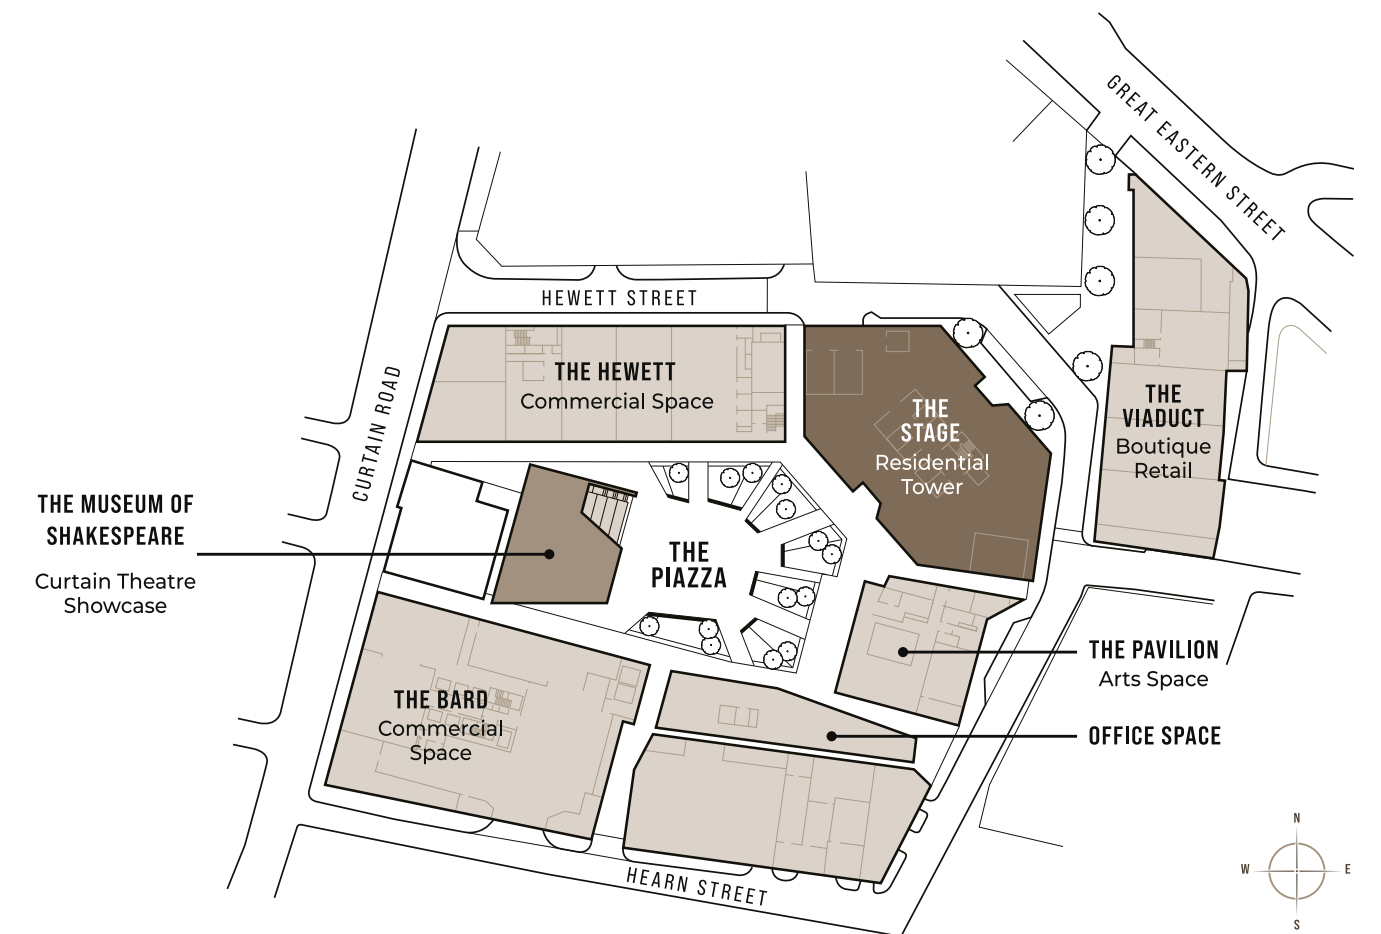 GREAT EASTERN STREET
HEWETT STREET
CURTAIN ROAD
THE HEWETT
Commercial Space
THE
STAGE
Residential
Tower
THE
VIADUCT
Boutique
Retail
THE MUSEUM OF
SHAKESPEARE
Curtain Theatre
Showcase
THE
PIAZZA
THE PAVILION
Arts Space
THE BARD
Commercial
Space
OFFICE SPACE
HEARN STREET
N
W
E
S